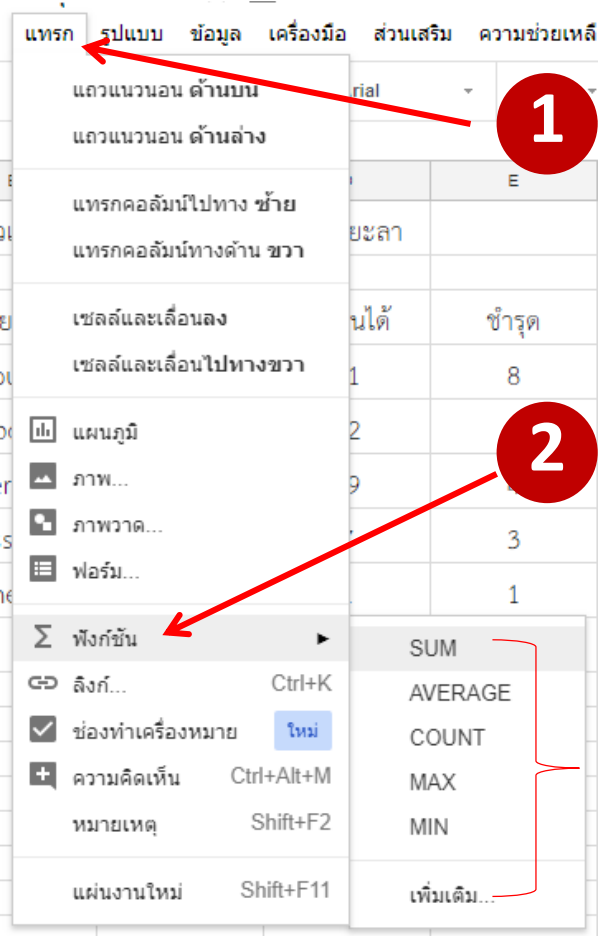 แทรก รูปแบบ ข้อมูล เครื่องมือ ส่วนเสริม ความช่วยเหลื
แถวแนวนอน ด้านบน
rial
1
แถวแนวนอน ด้านล่าง
E
แทรกคอลัมน์ไปทาง ซ้าย
ยะลา
แทรกคอลัมน์ทางด้าน ขวา
เซลล์และเลื่อนลง
นได้ ชำรุด
เซลล์และเลื่อนไปทางขวา
1 8
แผนภูมิ
2
2
ภาพ...
9
ภาพวาด...
3
ฟอร์ม...
1
Σ ฟังก์ชัน
SUM
ลิงก์... Ctrl+K
AVERAGE
ช่องทำเครื่องหมาย ใหม่
COUNT
ความคิดเห็น Ctrl+Alt+M
MAX
หมายเหตุ Shift+F2
MIN
แผ่นงานใหม่ Shift+F11
เพิ่มเติม...